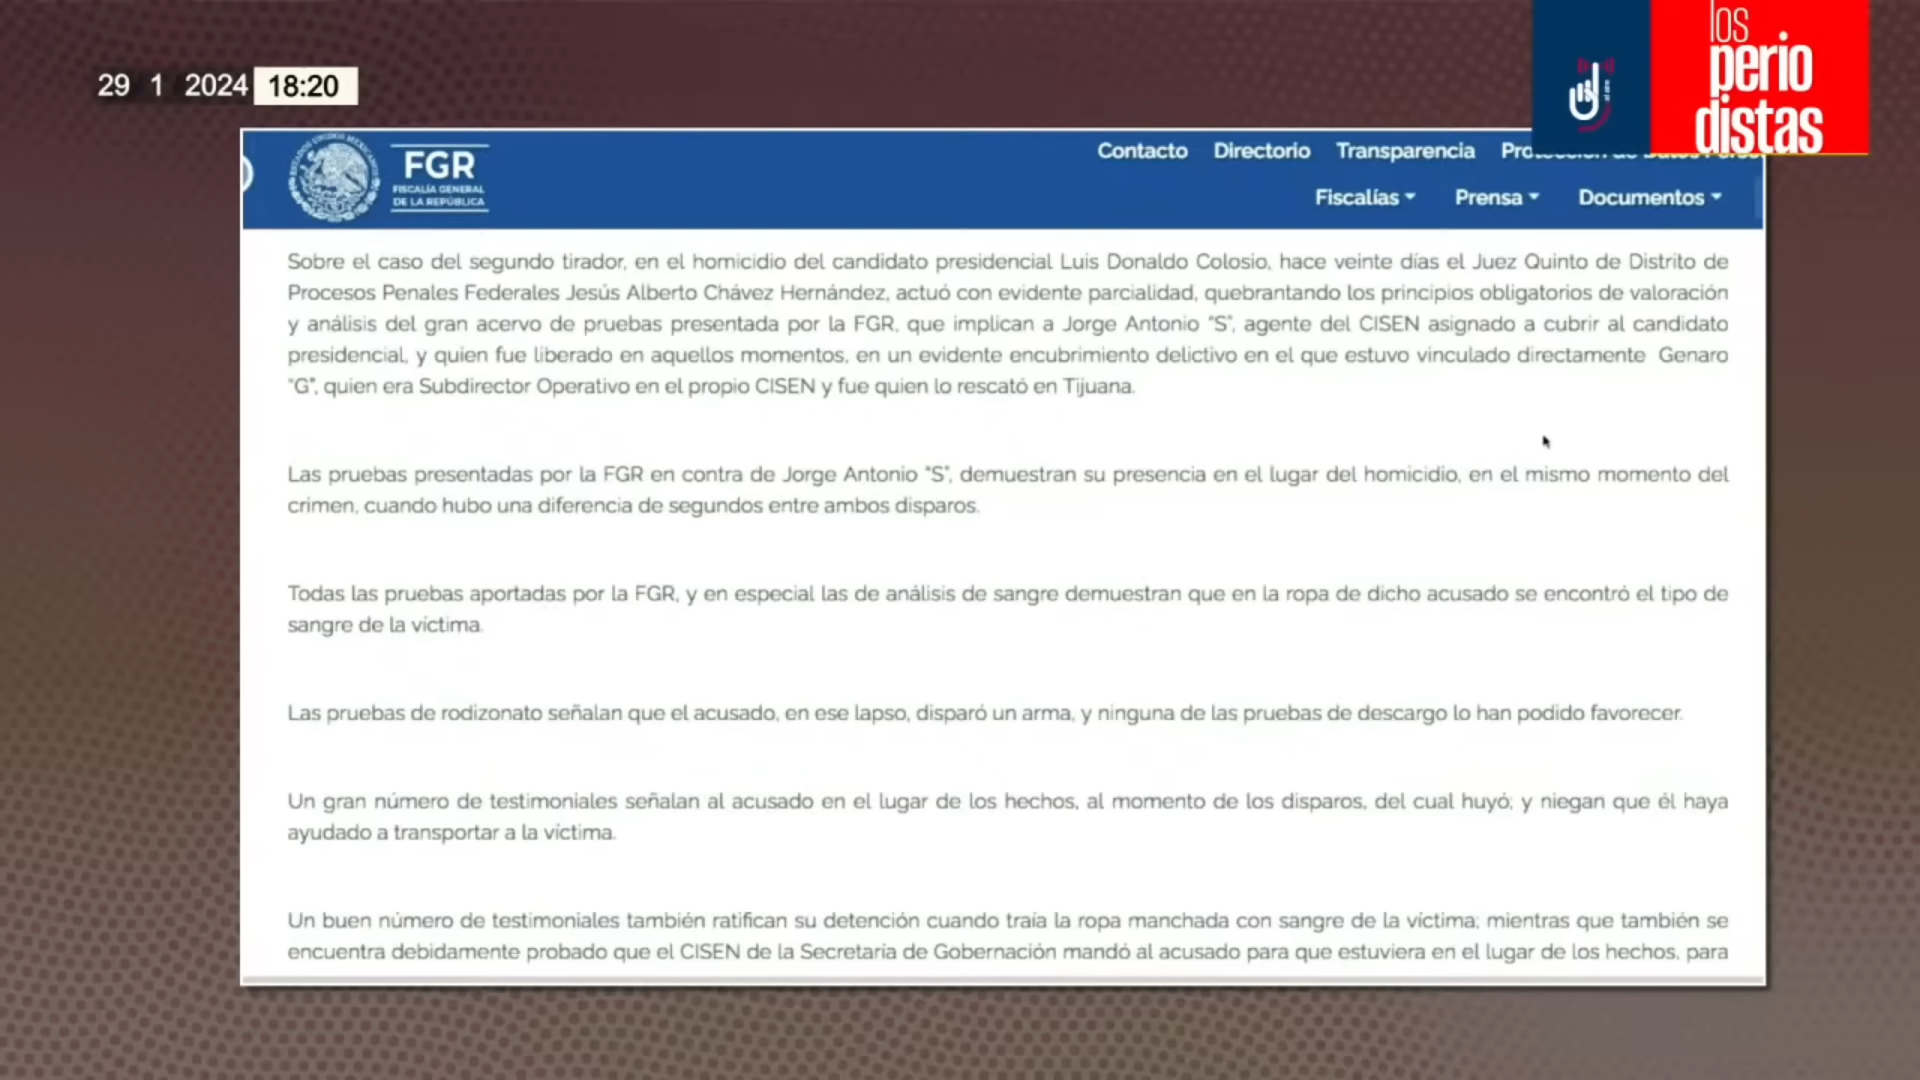 29 1 2024 18:20
los
perio
distas
ESTADOS UNIDOS MEXICANOS
FGR
FISCALÍA GENERAL
DE LA REPÚBLICA
Contacto Directorio Transparencia
Fiscalías Prensa Documentos
Sobre el caso del segundo tirador, en el homicidio del candidato presidencial Luis Donaldo Colosio, hace veinte días el Juez Quinto de Distrito de
Procesos Penales Federales Jesús Alberto Chávez Hernández, actuó con evidente parcialidad, quebrantando los principios obligatorios de valoración
y análisis del gran acervo de pruebas presentada por la FGR, que implican a Jorge Antonio “S”, agente del CISEN asignado a cubrir al candidato
presidencial, y quien fue liberado en aquellos momentos, en un evidente encubrimiento delictivo en el que estuvo vinculado directamente Genaro
“G”, quien era Subdirector Operativo en el propio CISEN y fue quien lo rescató en Tijuana.
Las pruebas presentadas por la FGR en contra de Jorge Antonio “S”, demuestran su presencia en el lugar del homicidio, en el mismo momento del
crimen, cuando hubo una diferencia de segundos entre ambos disparos.
Todas las pruebas aportadas por la FGR, y en especial las de análisis de sangre demuestran que en la ropa de dicho acusado se encontró el tipo de
sangre de la víctima.
Las pruebas de rodizonato señalan que el acusado, en ese lapso, disparó un arma, y ninguna de las pruebas de descargo lo han podido favorecer.
Un gran número de testimoniales señalan al acusado en el lugar de los hechos, al momento de los disparos, del cual huyó; y niegan que él haya
ayudado a transportar a la víctima.
Un buen número de testimoniales también ratifican su detención cuando traía la ropa manchada con sangre de la víctima; mientras que también se
encuentra debidamente probado que el CISEN de la Secretaría de Gobernación mandó al acusado para que estuviera en el lugar de los hechos, para